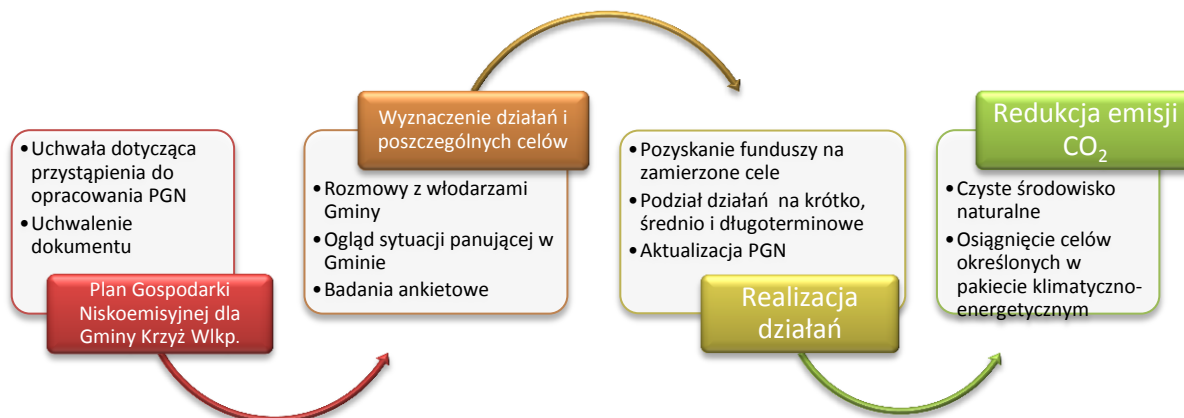 • Uchwała dotycząca
przystąpienia do
opracowania PGN
• Uchwalenie
dokumentu
Plan Gospodarki
Niskoemisyjnej dla
Gminy Krzyż Wlkp.
Wyznaczenie działań i
poszczególnych celów
• Rozmowy z włodarzami
Gminy
• Ogląd sytuacji panującej w
Gminie
• Badania ankietowe
• Pozyskanie funduszy na
zamierzone cele
• Podział działań na krótko,
średnio i długoterminowe
• Aktualizacja PGN
Realizacja
działań
Redukcja emisji
CO₂
• Czyste środowisko
naturalne
• Osiągnięcie celów
określonych w
pakiecie klimatyczno-
energetycznym